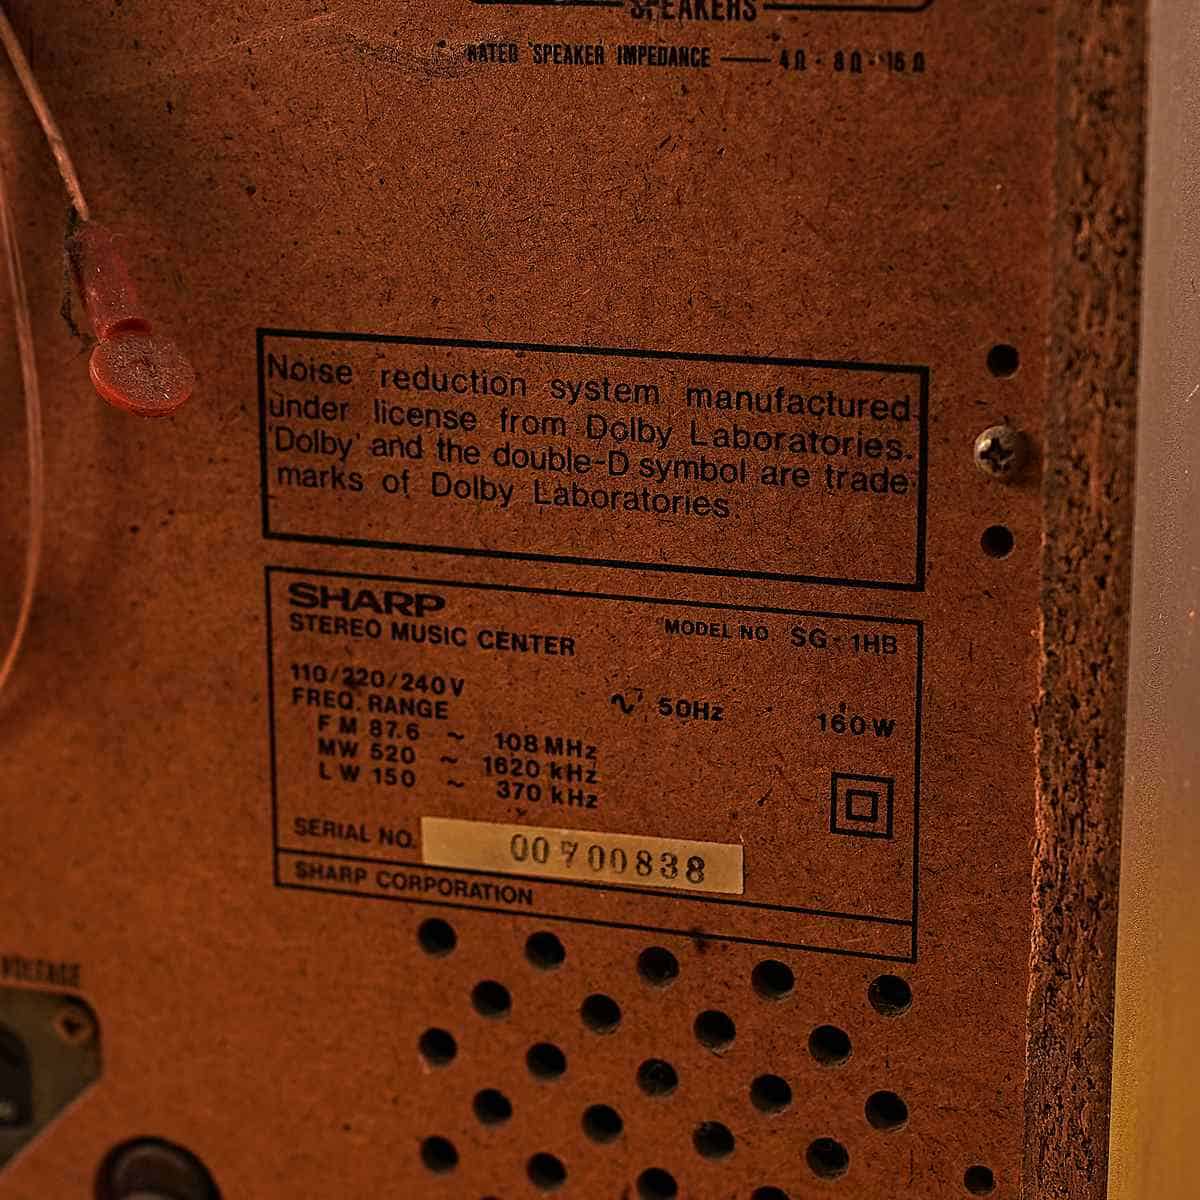 SPEAKERS
RATED SPEAKER IMPEDANCE — 4Ω · 8Ω · 16Ω
Noise reduction system manufactured
under license from Dolby Laboratories.
'Dolby' and the double-D symbol are trade
marks of Dolby Laboratories
SHARP
STEREO MUSIC CENTER
MODEL NO SG-1HB
110/220/240V ~ 50Hz 160W
FREQ. RANGE
FM 87.6 ~ 108 MHz
MW 520 ~ 1620 kHz
LW 150 ~ 370 kHz
SERIAL NO. 00700838
SHARP CORPORATION
VOLTAGE